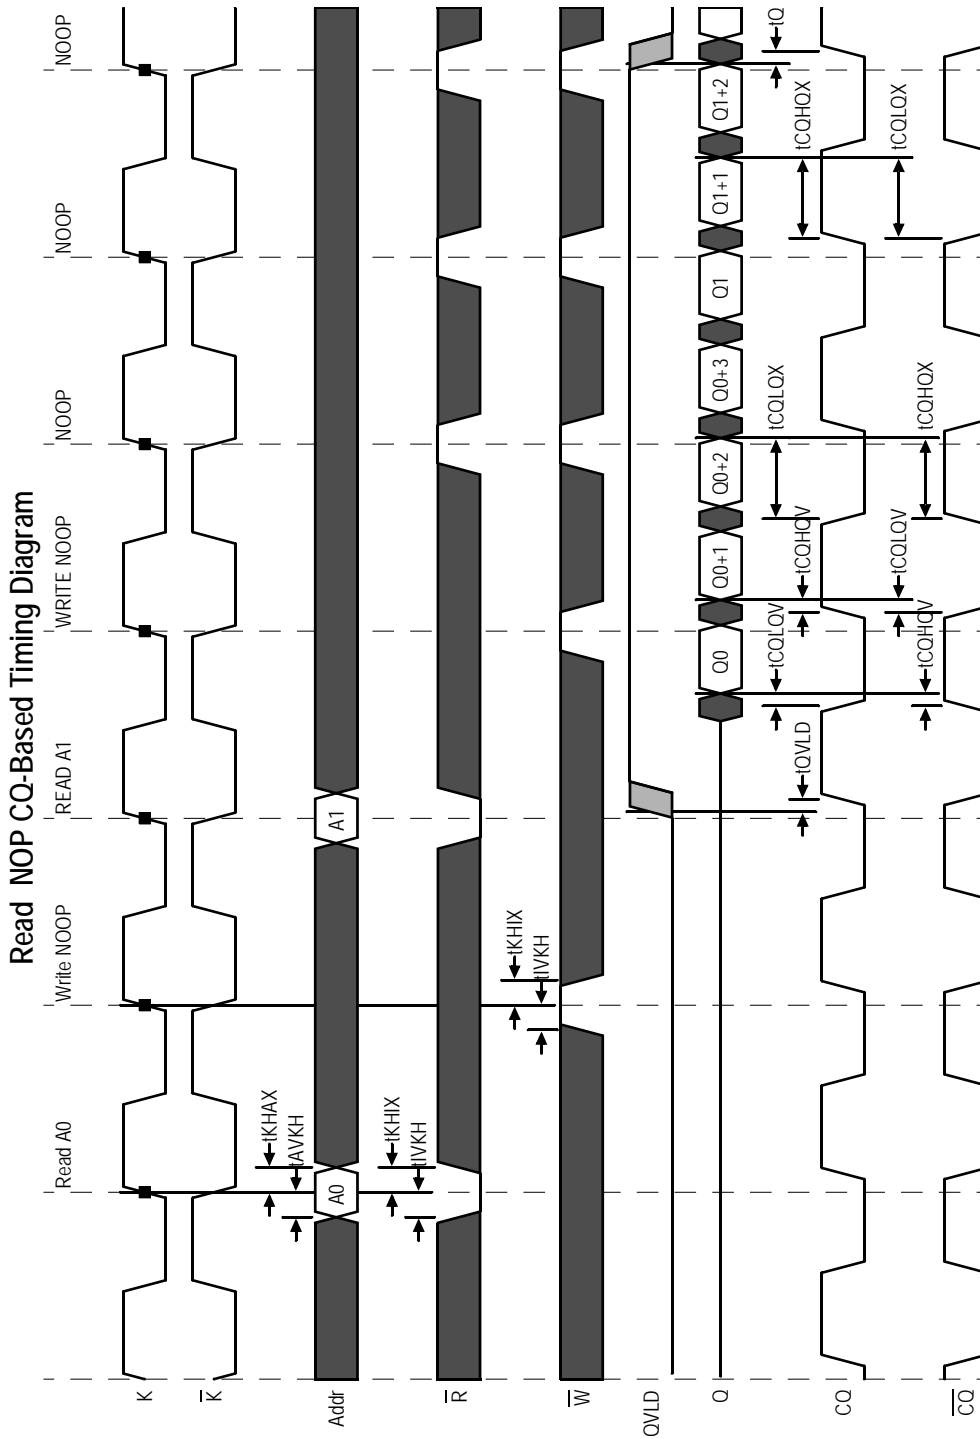 Read NOP CQ-Based Timing Diagram
Read A0
Write NOOP
READ A1
WRITE NOOP
NOOP
NOOP
NOOP
K
K
tKHAX
tAVKH
Addr
A0
A1
tKHIX
tIVKH
R
tKHIX
tIVKH
W
QVLD
Q
Q0
Q0+1
Q0+2
Q0+3
Q1
Q1+1
Q1+2
tQVLD
tCQLQV
tCQHQV
tCQLQX
tCQHQX
tQ
CQ
tCQHQV
tCQLQV
tCQHQX
tCQLQX
CQ